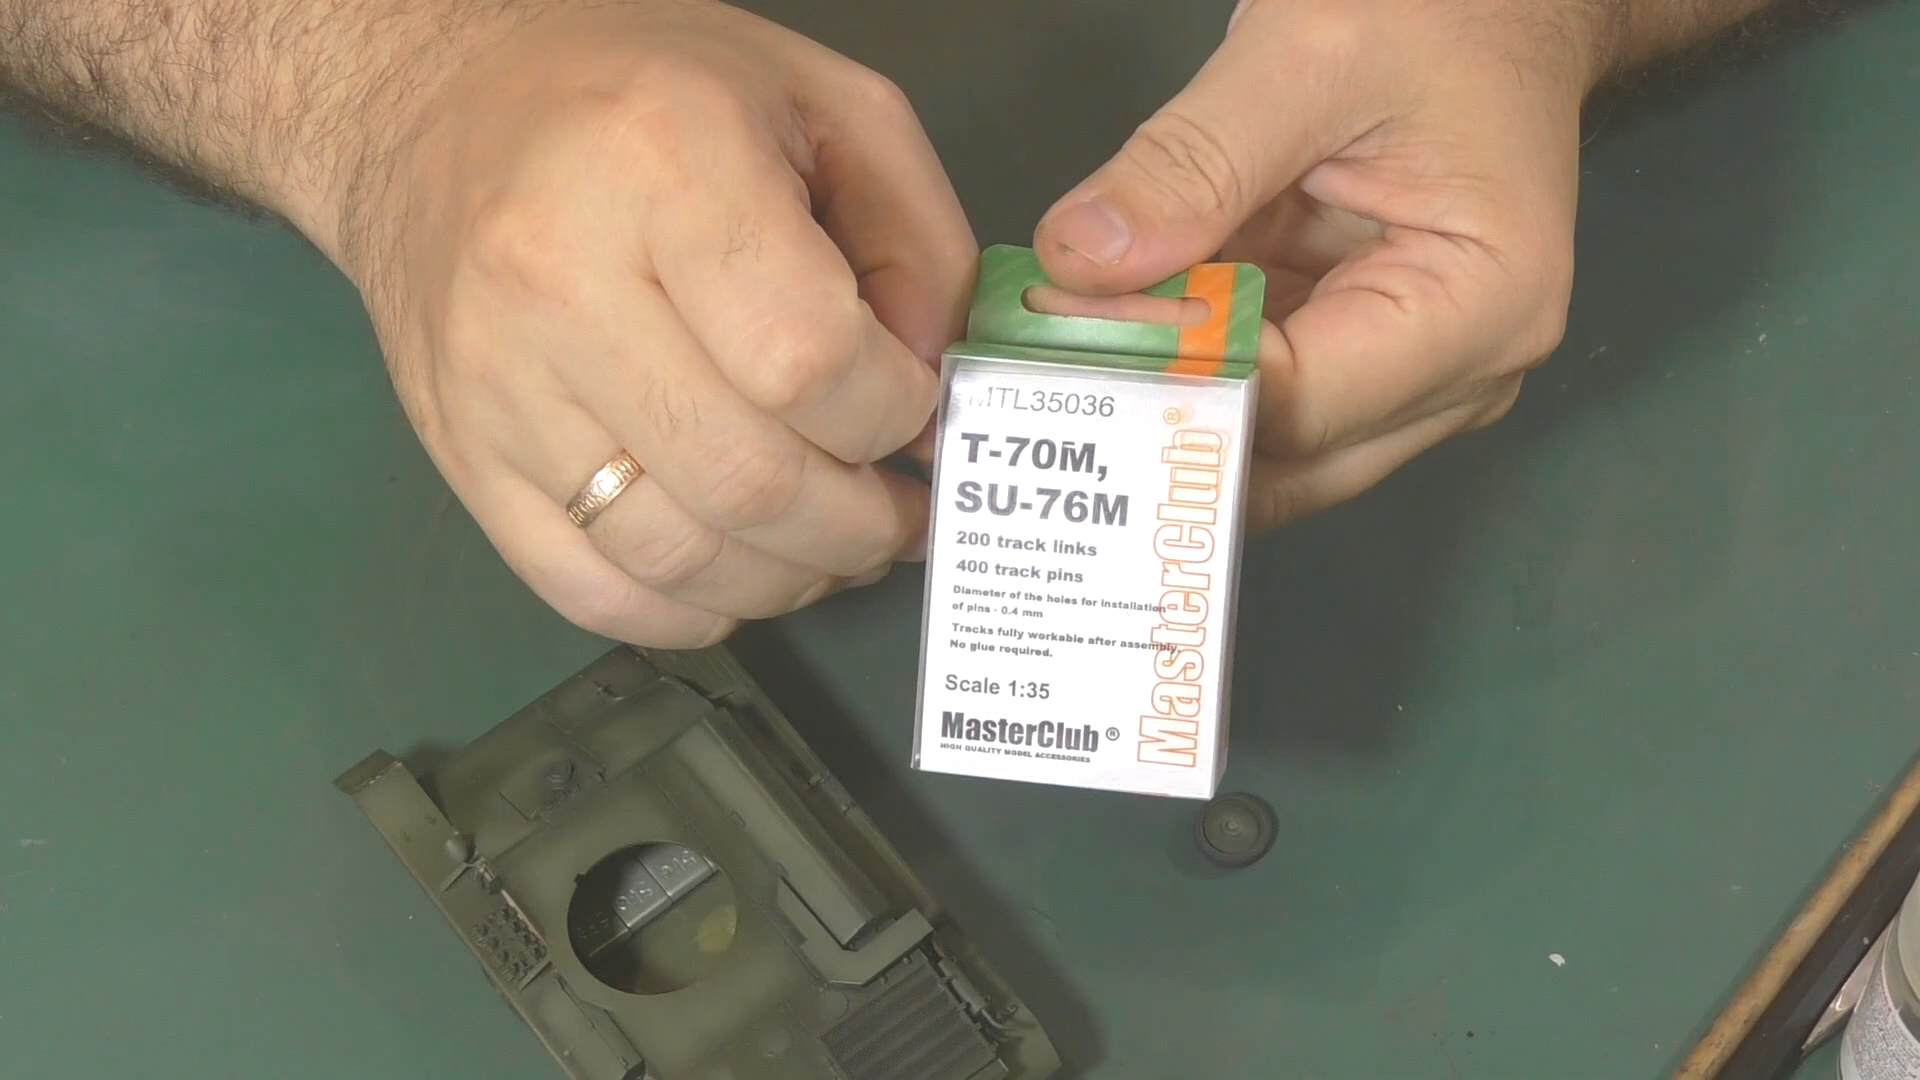 MTL35036
T-70M,
SU-76M
200 track links
400 track pins
Diameter of the holes for installation
of pins - 0.4 mm
Tracks fully workable after assembly.
No glue required.
Scale 1:35
MasterClub ®
HIGH QUALITY MODEL ACCESSORIES
MasterClub ®